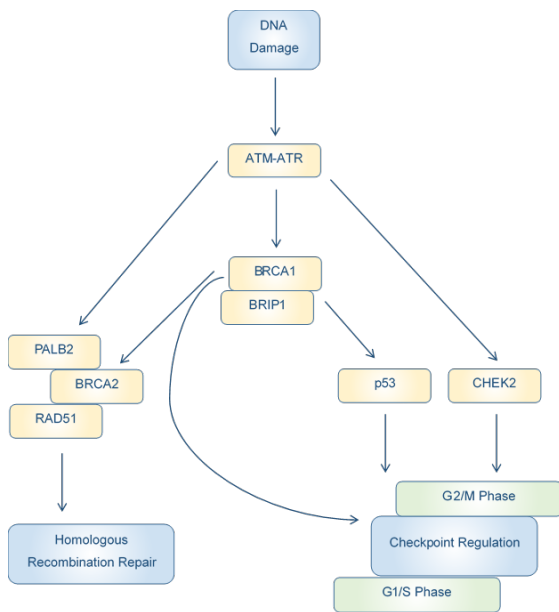 DNA
Damage
ATM-ATR
BRCA1
BRIP1
PALB2
BRCA2
RAD51
p53
CHEK2
G2/M Phase
Homologous
Recombination Repair
Checkpoint Regulation
G1/S Phase